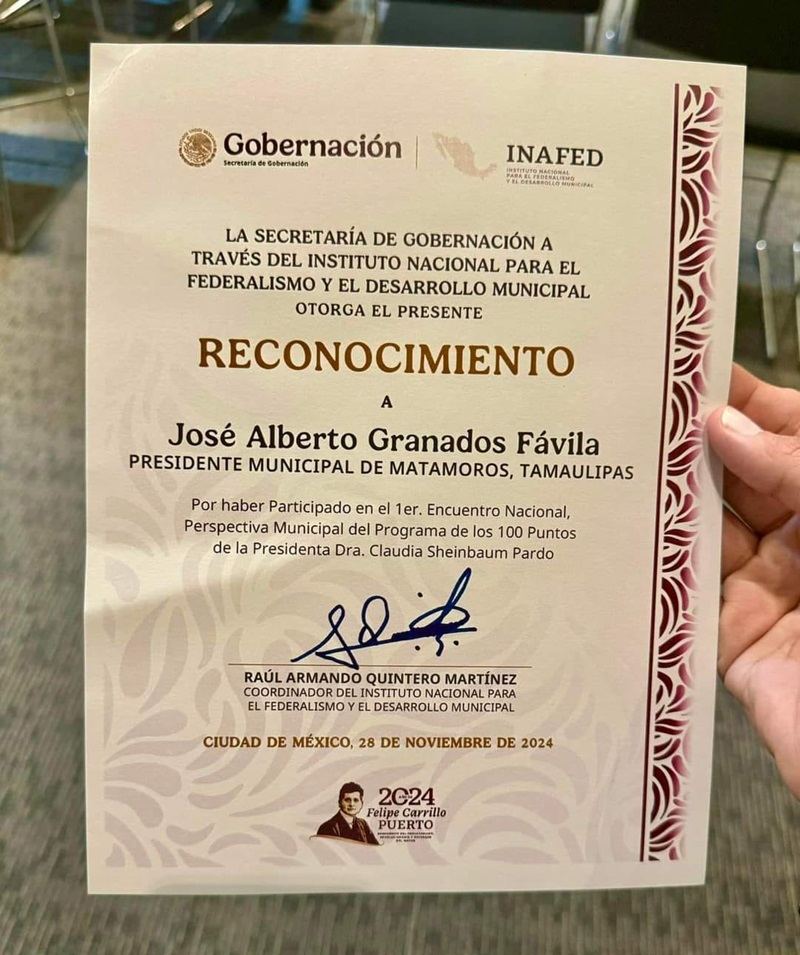 Gobernación
Secretaría de Gobernación
INAFED
INSTITUTO NACIONAL
PARA EL FEDERALISMO
Y EL DESARROLLO MUNICIPAL
LA SECRETARÍA DE GOBERNACIÓN A
TRAVÉS DEL INSTITUTO NACIONAL PARA EL
FEDERALISMO Y EL DESARROLLO MUNICIPAL
OTORGA EL PRESENTE
RECONOCIMIENTO
A
José Alberto Granados Fávila
PRESIDENTE MUNICIPAL DE MATAMOROS, TAMAULIPAS
Por haber Participado en el 1er. Encuentro Nacional,
Perspectiva Municipal del Programa de los 100 Puntos
de la Presidenta Dra. Claudia Sheinbaum Pardo
RAÚL ARMANDO QUINTERO MARTÍNEZ
COORDINADOR DEL INSTITUTO NACIONAL PARA
EL FEDERALISMO Y EL DESARROLLO MUNICIPAL
CIUDAD DE MÉXICO, 28 DE NOVIEMBRE DE 2024
2024
Felipe Carrillo
PUERTO